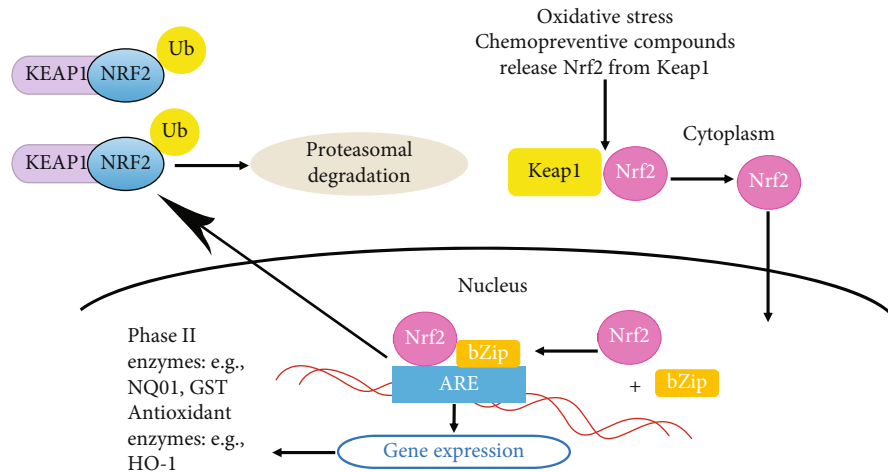 KEAP1
NRF2
Ub
KEAP1
NRF2
Ub
Proteasomal
degradation
Oxidative stress
Chemopreventive compounds
release Nrf2 from Keap1
Cytoplasm
Keap1
Nrf2
Nrf2
Nucleus
Nrf2
bZip
ARE
Nrf2
+ bZip
Gene expression
Phase II
enzymes: e.g.,
NQ01, GST
Antioxidant
enzymes: e.g.,
HO-1